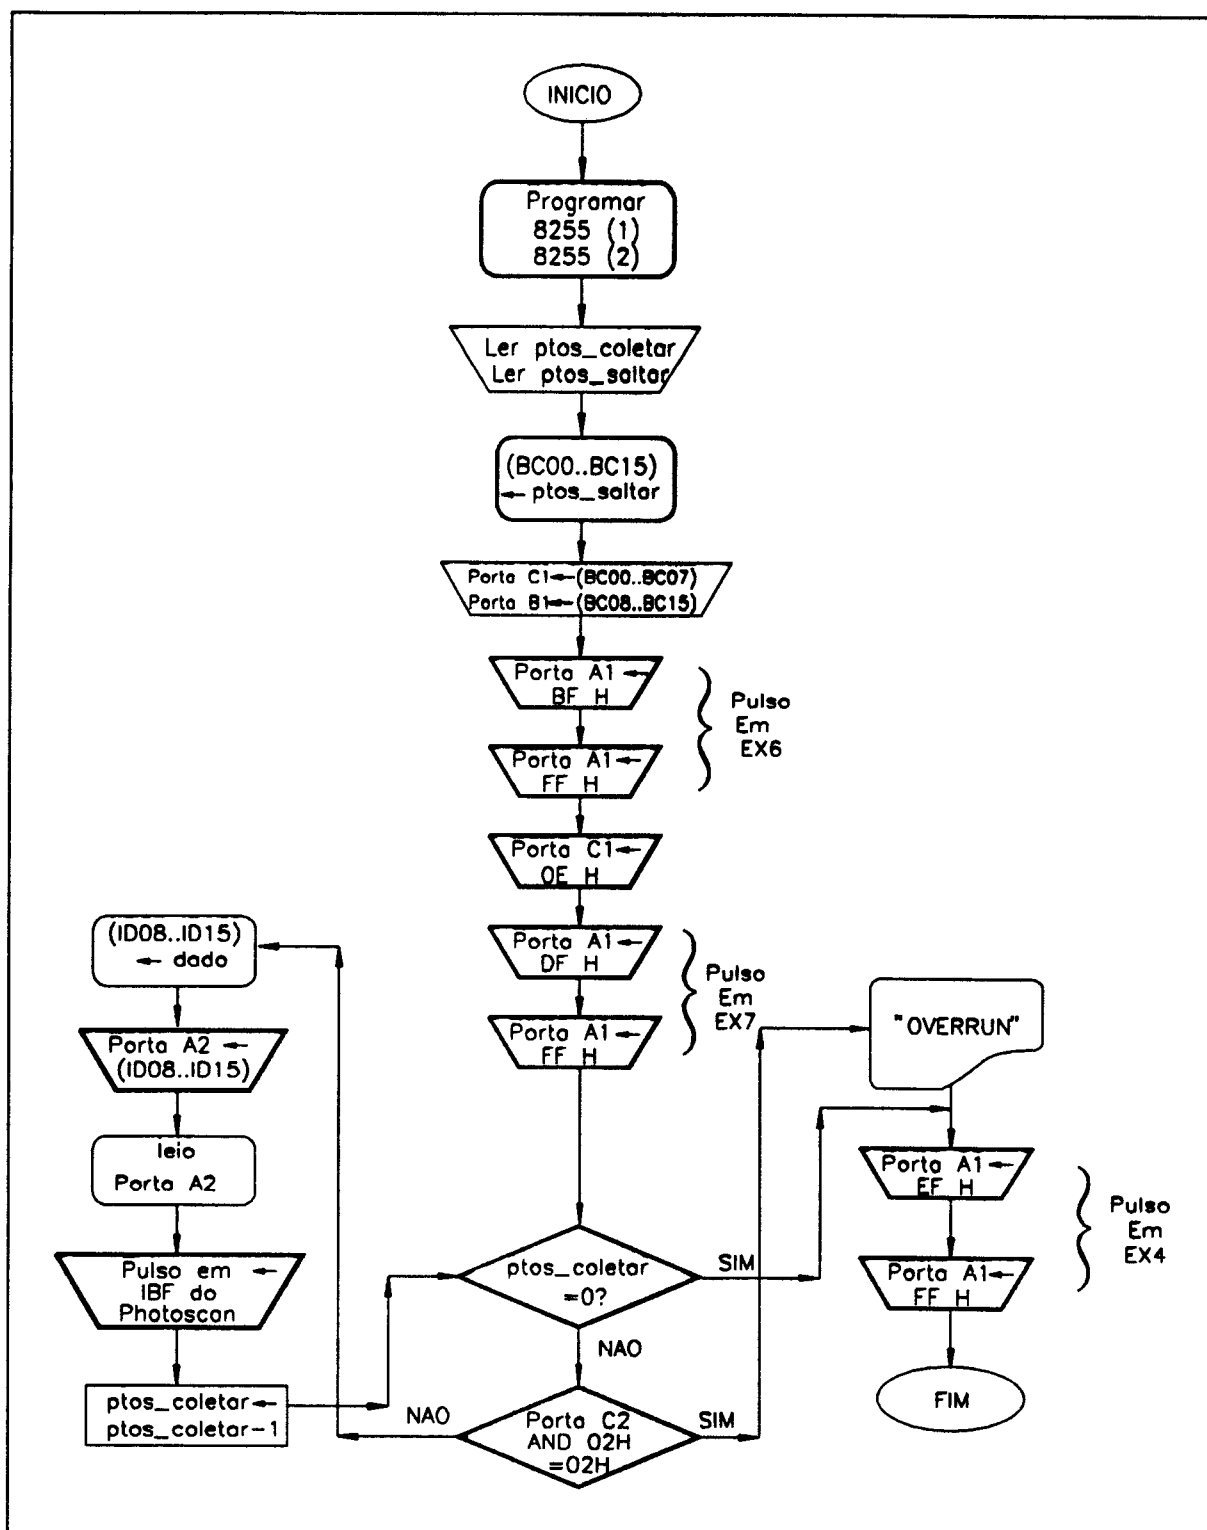 INICIO
Programar
8255 (1)
8255 (2)
Ler ptos_coletar
Ler ptos_saltar
(BC00..BC15)
← ptos_saltar
Porta C1←(BC00..BC07)
Porta B1←(BC08..BC15)
Porta A1←
BF H
Porta A1←
FF H
Pulso
Em
EX6
Porta C1←
0E H
Porta A1←
DF H
Porta A1←
FF H
Pulso
Em
EX7
(ID08..ID15)
← dado
Porta A2 ←
(ID08..ID15)
leio
Porta A2
Pulso em ←
IBF do
Photoscan
ptos_coletar←
ptos_coletar-1
ptos_coletar
=0?
SIM
NAO
Porta C2
AND 02H
=02H
NAO
SIM
"OVERRUN"
Porta A1←
EF H
Porta A1←
FF H
Pulso
Em
EX4
FIM